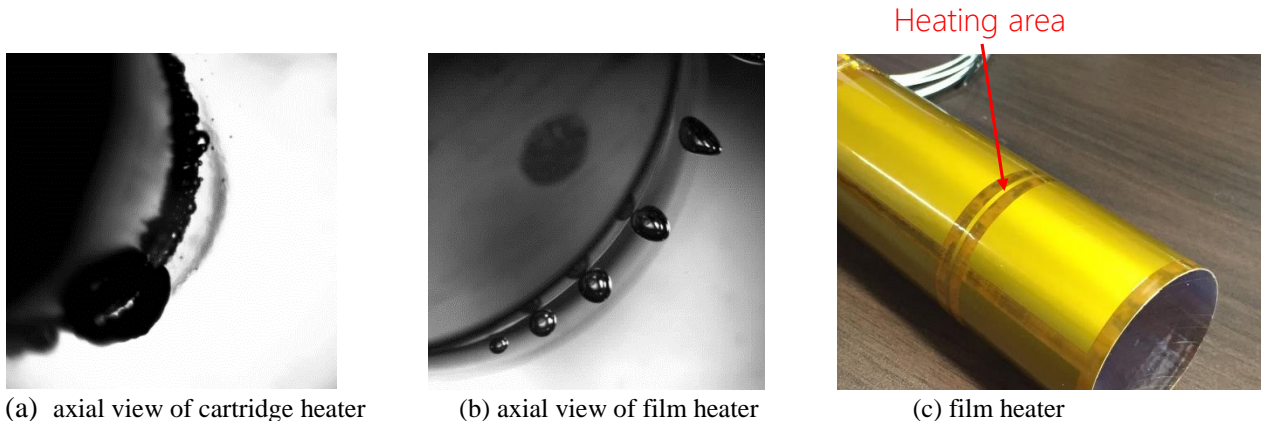 Heating area
(a) axial view of cartridge heater
(b) axial view of film heater
(c) film heater